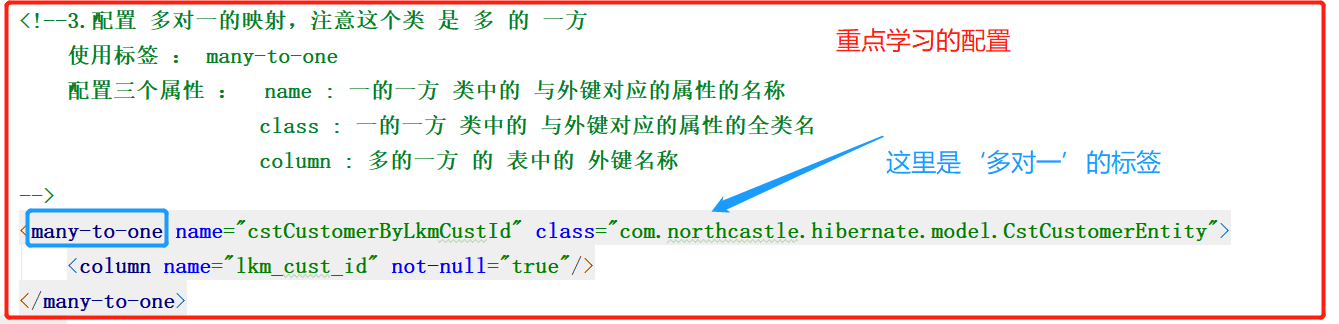 <!--3.配置 多对一的映射，注意这个类 是 多 的 一方
重点学习的配置
使用标签 ： many-to-one
配置三个属性 ： name : 一的一方 类中的 与外键对应的属性的名称
class : 一的一方 类中的 与外键对应的属性的全类名
column : 多的一方 的 表中的 外键名称
这里是‘多对一’的标签
-->
<many-to-one name="cstCustomerByLkmCustId" class="com.northcastle.hibernate.model.CstCustomerEntity">
<column name="lkm_cust_id" not-null="true"/>
</many-to-one>